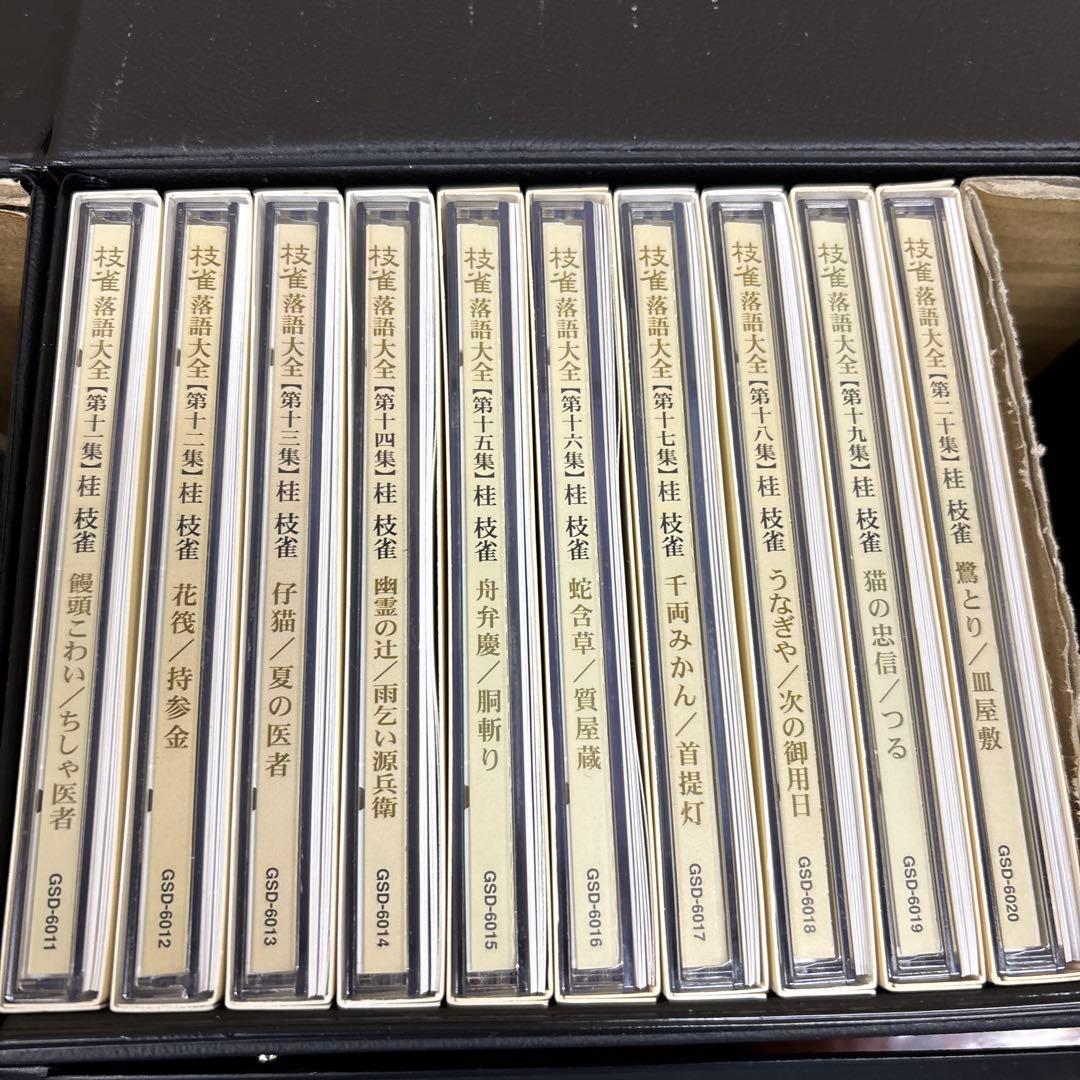 枝雀 落語大全【第十一集】桂 枝雀 饅頭こわい/ちしゃ医者 GSD-6011
枝雀 落語大全【第十二集】桂 枝雀 花筏/持参金 GSD-6012
枝雀 落語大全【第十三集】桂 枝雀 仔猫/夏の医者 GSD-6013
枝雀 落語大全【第十四集】桂 枝雀 幽霊の辻/雨乞い源兵衛 GSD-6014
枝雀 落語大全【第十五集】桂 枝雀 舟弁慶/胴斬り GSD-6015
枝雀 落語大全【第十六集】桂 枝雀 蛇含草/質屋蔵 GSD-6016
枝雀 落語大全【第十七集】桂 枝雀 千両みかん/首提灯 GSD-6017
枝雀 落語大全【第十八集】桂 枝雀 うなぎや/次の御用日 GSD-6018
枝雀 落語大全【第十九集】桂 枝雀 猫の忠信/つる GSD-6019
枝雀 落語大全【第二十集】桂 枝雀 鷺とり/皿屋敷 GSD-6020